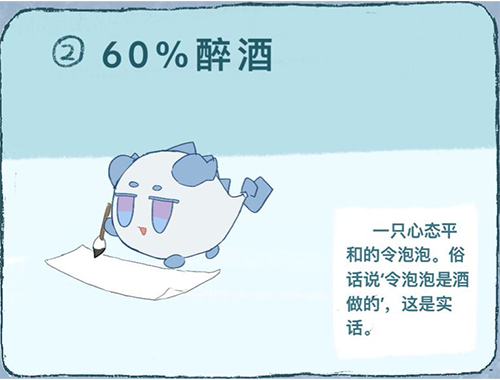 ② 60%醉酒
一只心态平
和的令泡泡。俗
话说‘令泡泡是酒
做的’，这是实
话。